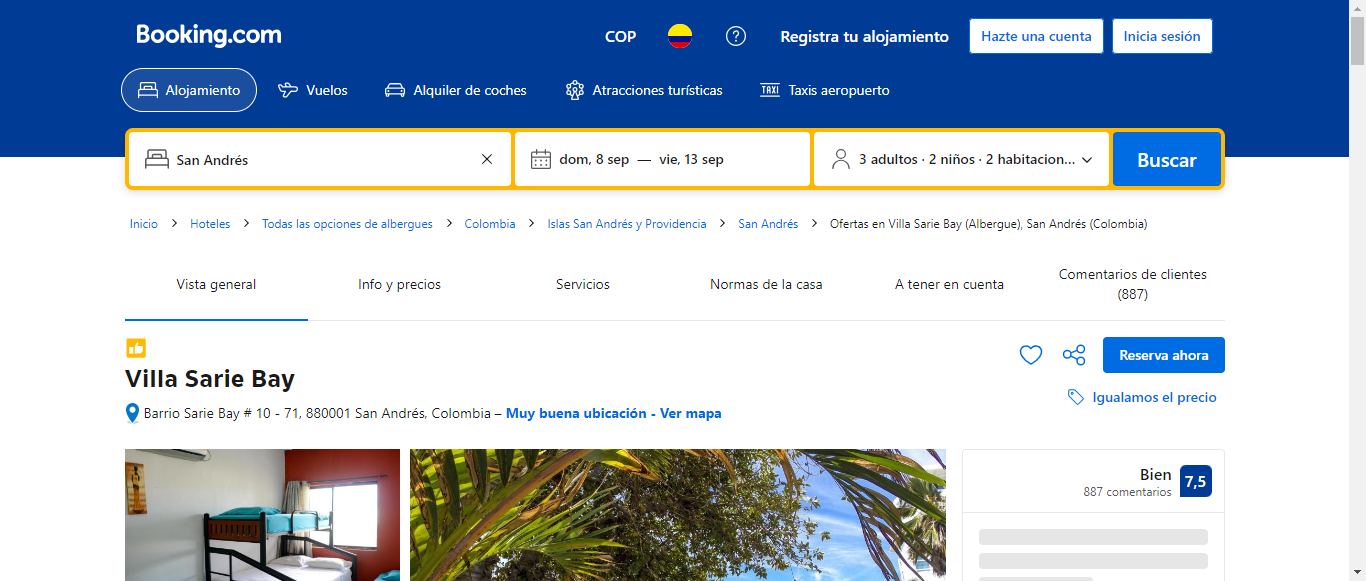 Booking.com
COP
Registra tu alojamiento
Hazte una cuenta
Inicia sesión
Alojamiento
Vuelos
Alquiler de coches
Atracciones turísticas
TAXI
Taxis aeropuerto
San Andrés
dom, 8 sep — vie, 13 sep
3 adultos · 2 niños · 2 habitacion...
Buscar
Inicio > Hoteles > Todas las opciones de albergues > Colombia > Islas San Andrés y Providencia > San Andrés > Ofertas en Villa Sarie Bay (Albergue), San Andrés (Colombia)
Vista general
Info y precios
Servicios
Normas de la casa
A tener en cuenta
Comentarios de clientes
(887)
Reserva ahora
Villa Sarie Bay
Igualamos el precio
Barrio Sarie Bay # 10 - 71, 880001 San Andrés, Colombia – Muy buena ubicación - Ver mapa
Bien
887 comentarios
7,5